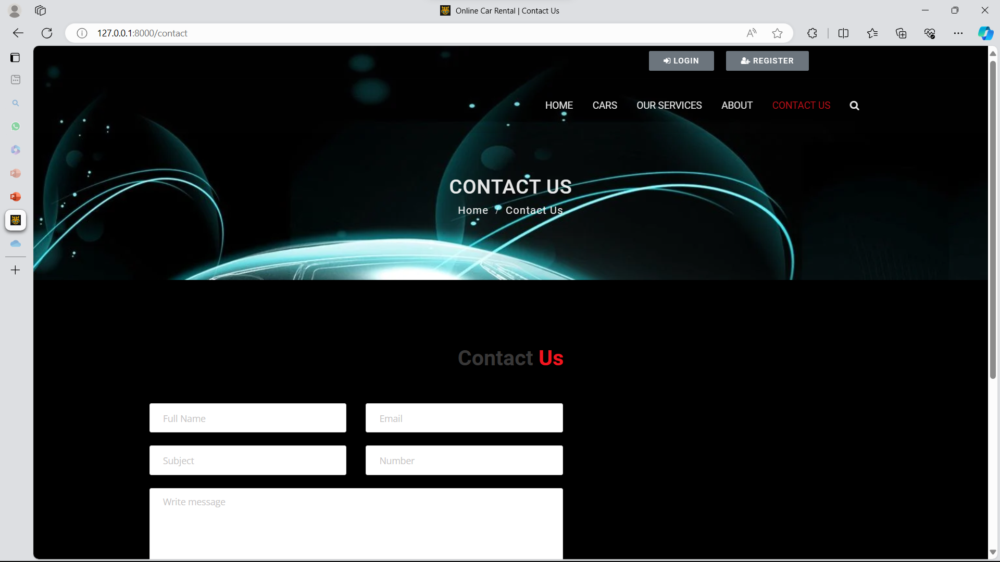 Online Car Rental | Contact Us
127.0.0.1:8000/contact
LOGIN
REGISTER
HOME CARS OUR SERVICES ABOUT CONTACT US
CONTACT US
Home / Contact Us
Contact Us
Full Name
Email
Subject
Number
Write message